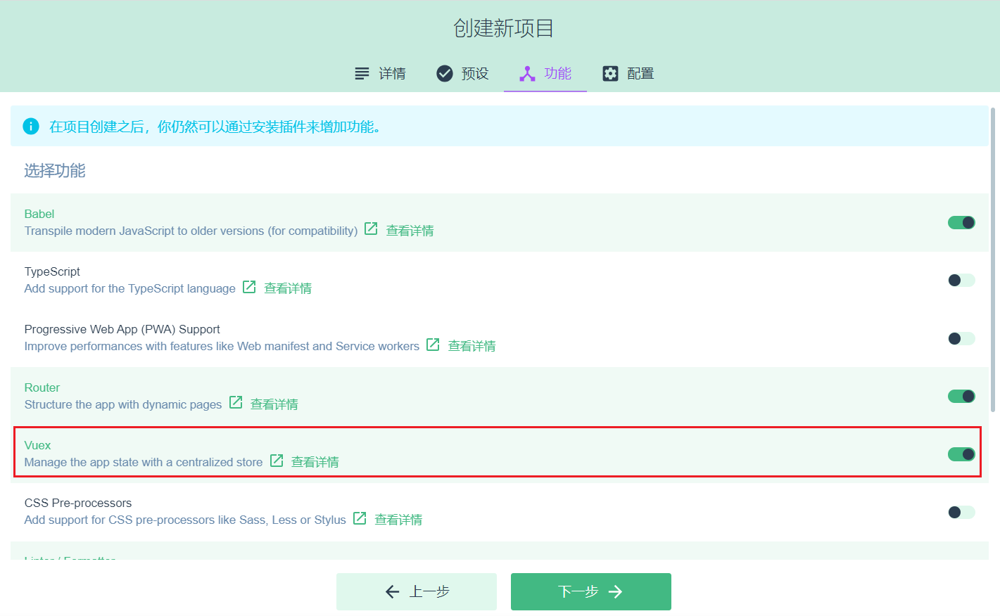 创建新项目
详情 预设 功能 配置
在项目创建之后，你仍然可以通过安装插件来增加功能。
选择功能
Babel
Transpile modern JavaScript to older versions (for compatibility) 查看详情
TypeScript
Add support for the TypeScript language 查看详情
Progressive Web App (PWA) Support
Improve performances with features like Web manifest and Service workers 查看详情
Router
Structure the app with dynamic pages 查看详情
Vuex
Manage the app state with a centralized store 查看详情
CSS Pre-processors
Add support for CSS pre-processors like Sass, Less or Stylus 查看详情
Linter / Formatter
上一步 下一步